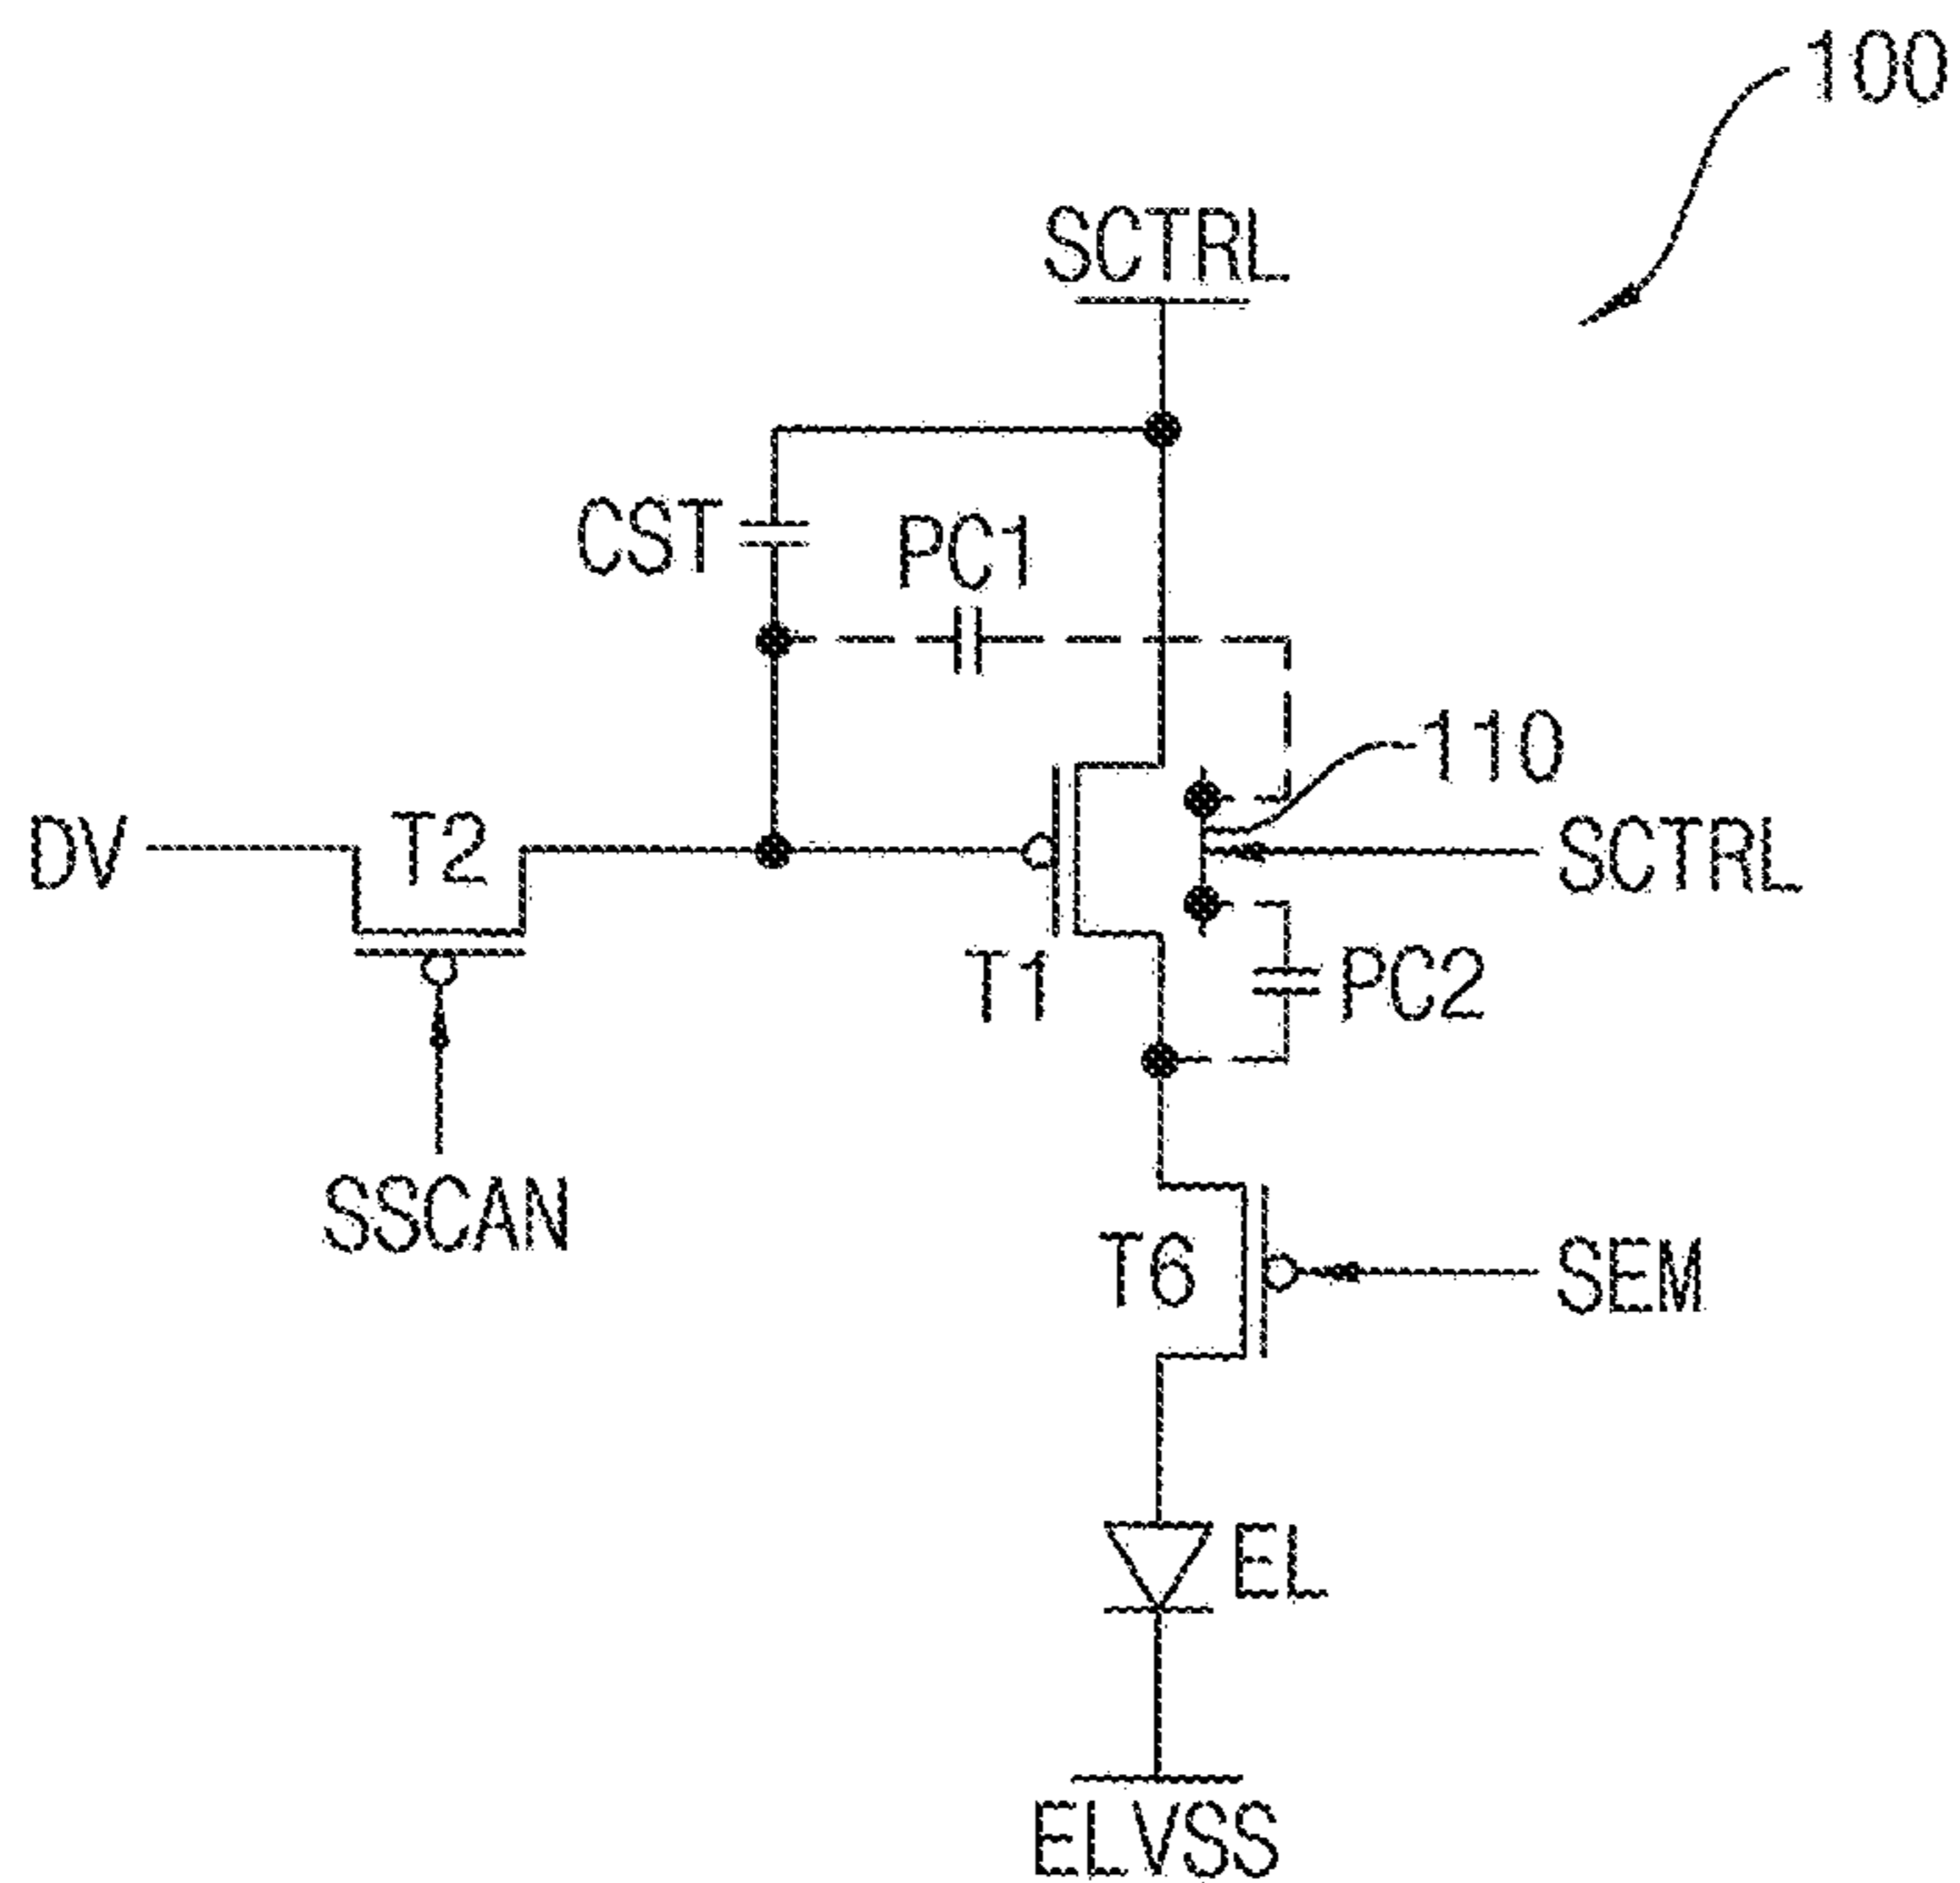 100
SCTRL
CST
PC1
110
DV
T2
SCTRL
T1
PC2
SSCAN
T6
SEM
EL
ELVSS